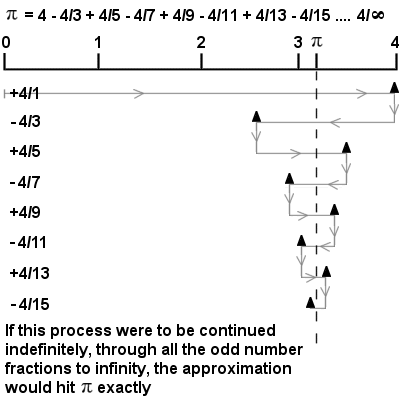 π = 4 - 4/3 + 4/5 - 4/7 + 4/9 - 4/11 + 4/13 - 4/15 .... 4/∞
0 1 2 3 π 4
+4/1
-4/3
+4/5
-4/7
+4/9
-4/11
+4/13
-4/15
If this process were to be continued
indefinitely, through all the odd number
fractions to infinity, the approximation
would hit π exactly